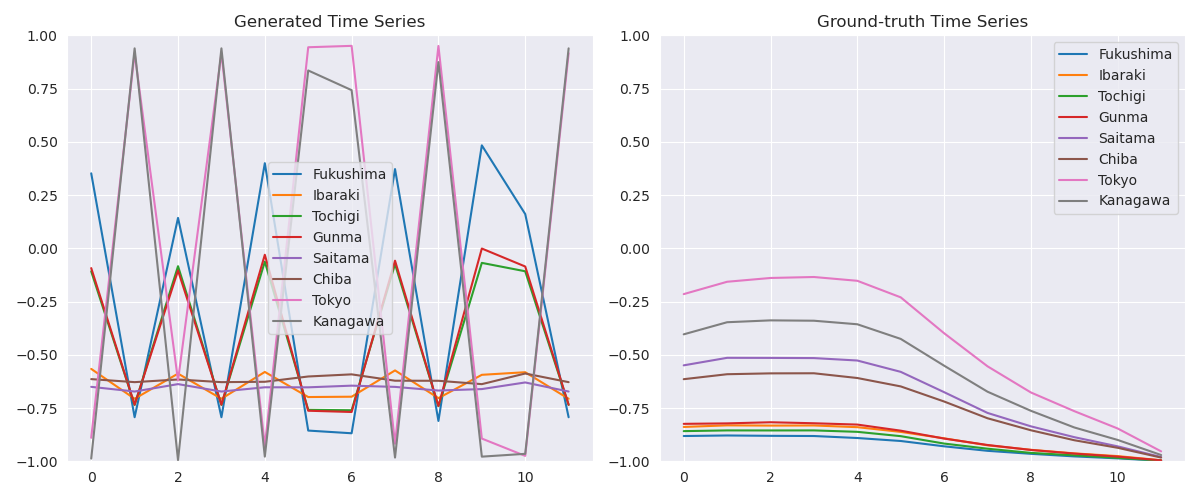 Generated Time Series
1.00
0.75
0.50
0.25
0.00
−0.25
−0.50
−0.75
−1.00
0 2 4 6 8 10
Fukushima
Ibaraki
Tochigi
Gunma
Saitama
Chiba
Tokyo
Kanagawa
Ground-truth Time Series
1.00
0.75
0.50
0.25
0.00
−0.25
−0.50
−0.75
−1.00
0 2 4 6 8 10
Fukushima
Ibaraki
Tochigi
Gunma
Saitama
Chiba
Tokyo
Kanagawa